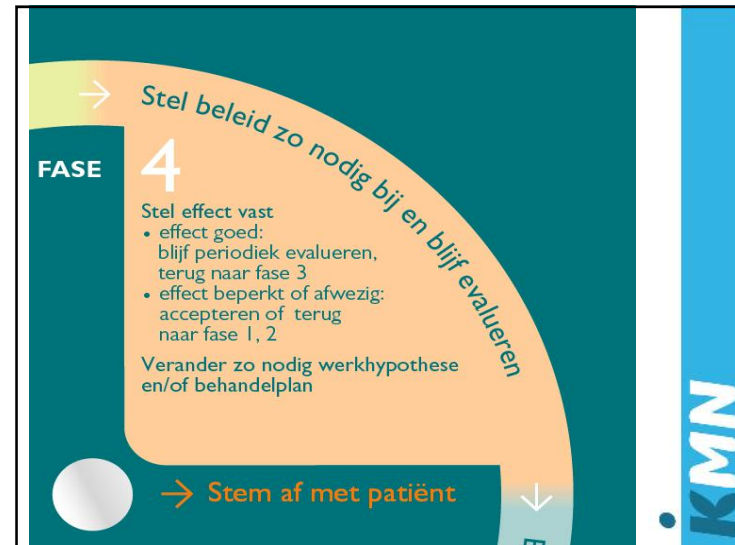 Stel beleid zo nodig bij en blijf evalueren
FASE 4
Stel effect vast
• effect goed:
blijf periodiek evalueren,
terug naar fase 3
• effect beperkt of afwezig:
accepteren of terug
naar fase 1, 2
Verander zo nodig werkhypothese
en/of behandelplan
→ Stem af met patiënt
iKMN